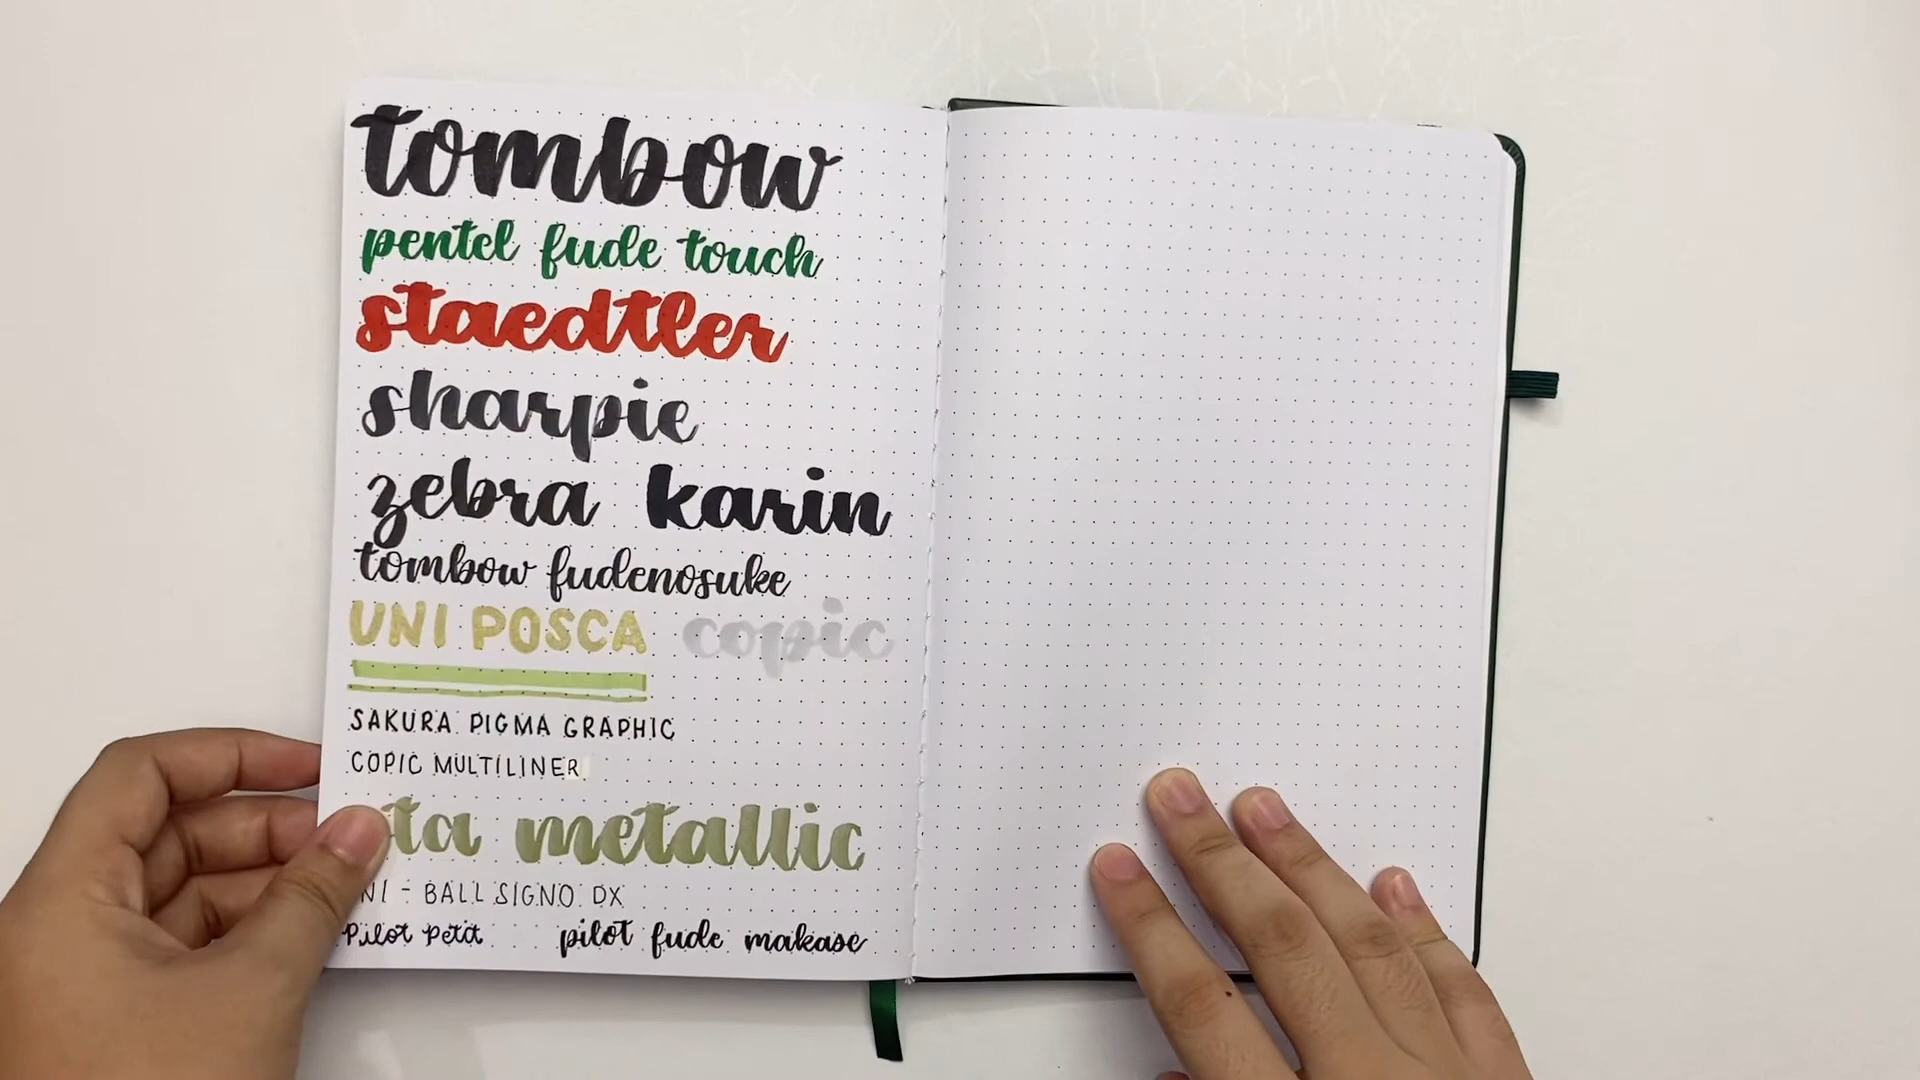 tombow
pentel fude touch
staedtler
sharpie
zebra karin
tombow fudenosuke
UNI POSCA copic
SAKURA PIGMA GRAPHIC
COPIC MULTILINER
metallic
BALL SIGNO DX
pilot petit pilot fude makase